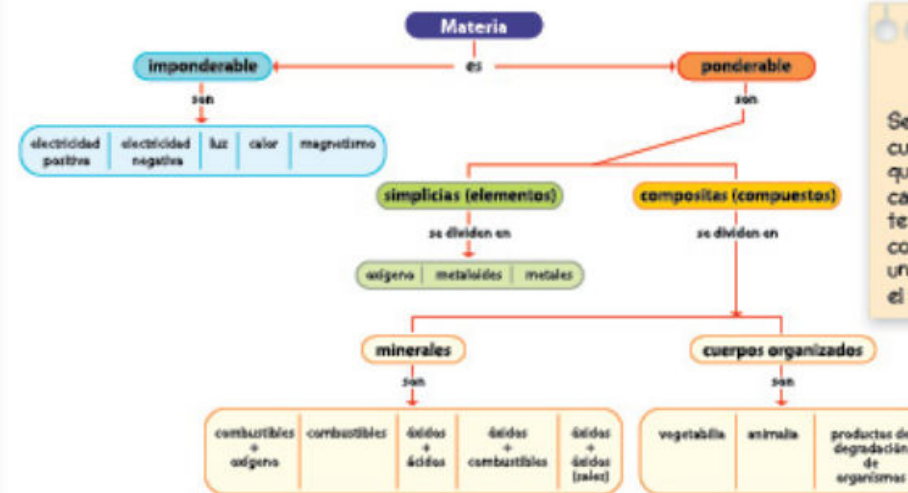 Materia
imponderable
es
ponderable
son
son
electricidad positiva
electricidad negativa
luz
calor
magnetismo
simplicias (elementos)
compositas (compuestos)
se dividen en
se dividen en
oxígeno
metaloides
metales
minerales
cuerpos organizados
son
son
combustibles
+
oxígeno
combustibles
óxidos
+
ácidos
óxidos
+
combustibles
óxidos
+
óxidos
(sales)
vegetabilia
animalia
productos de
degradación
de
organismos
Se
cu
qu
ca
te
co
un
el